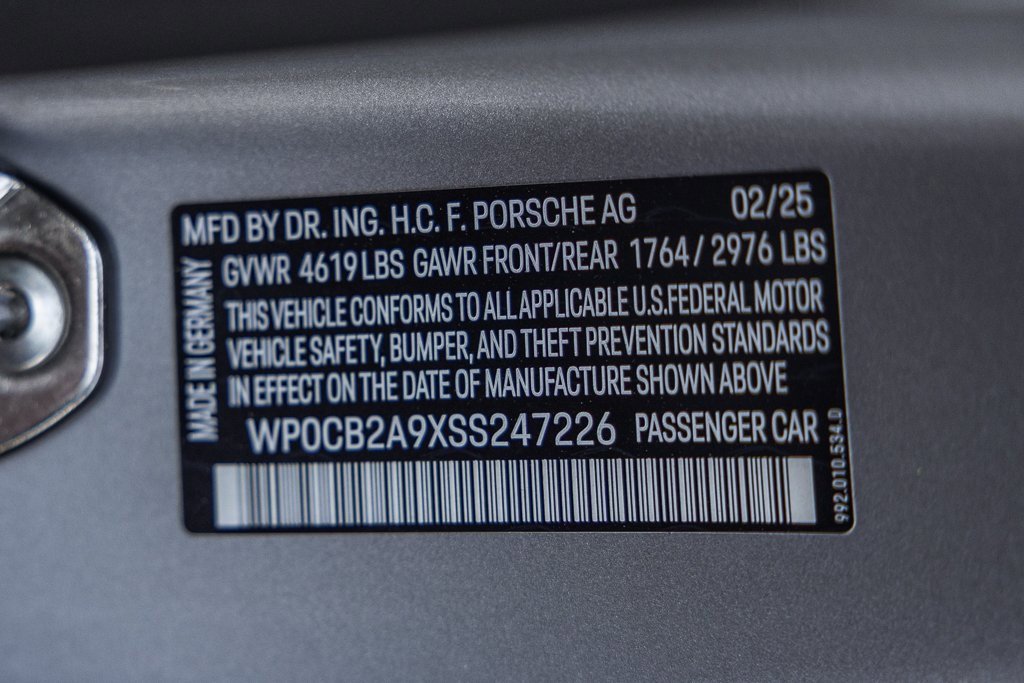 MFD BY DR. ING. H.C. F. PORSCHE AG 02/25
GVWR 4619 LBS GAWR FRONT/REAR 1764 / 2976 LBS
THIS VEHICLE CONFORMS TO ALL APPLICABLE U.S.FEDERAL MOTOR
VEHICLE SAFETY, BUMPER, AND THEFT PREVENTION STANDARDS
IN EFFECT ON THE DATE OF MANUFACTURE SHOWN ABOVE
WP0CB2A9XSS247226 PASSENGER CAR
MADE IN GERMANY
992.010.534.D